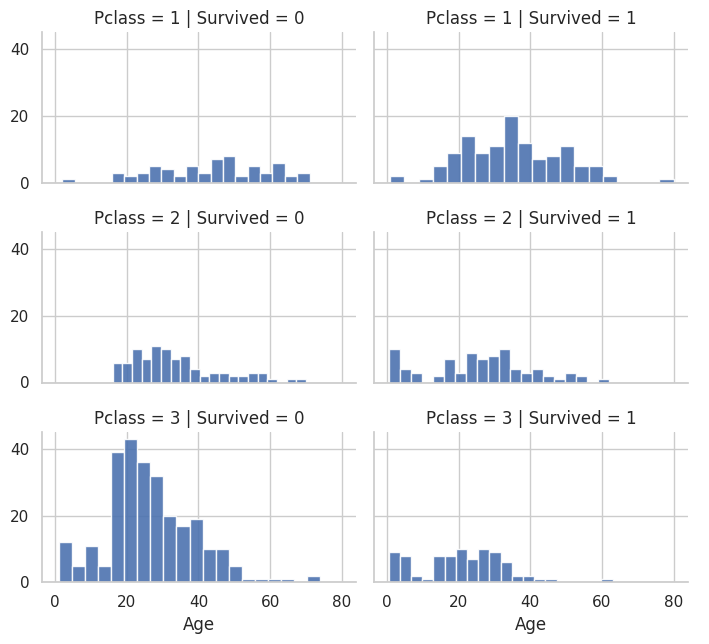 Pclass = 1 | Survived = 0
Pclass = 1 | Survived = 1
40
20
0
Pclass = 2 | Survived = 0
Pclass = 2 | Survived = 1
40
20
0
Pclass = 3 | Survived = 0
Pclass = 3 | Survived = 1
40
20
0
0 20 40 60 80
0 20 40 60 80
Age
Age